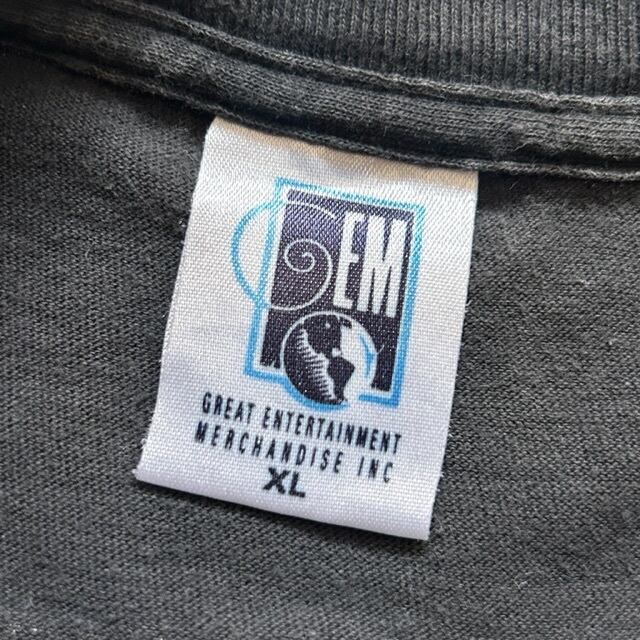 GEM
GREAT ENTERTAINMENT
MERCHANDISE INC
XL